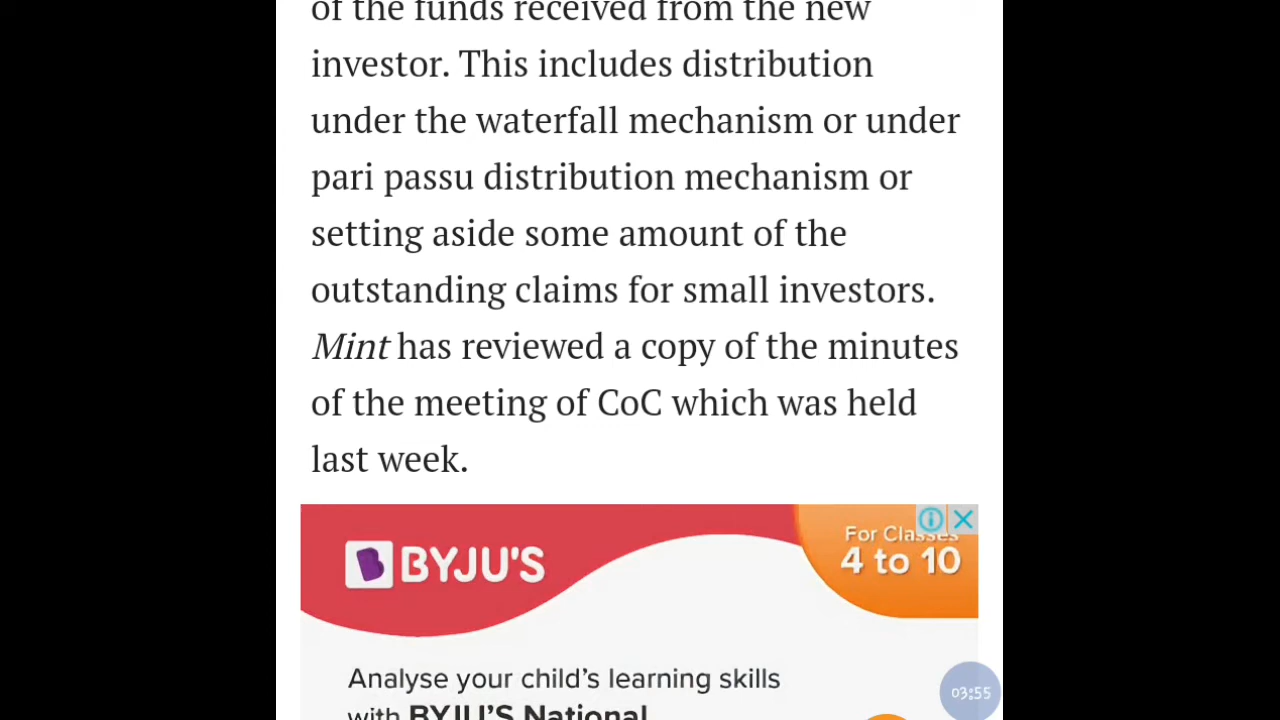 of the funds received from the new
investor. This includes distribution
under the waterfall mechanism or under
pari passu distribution mechanism or
setting aside some amount of the
outstanding claims for small investors.
Mint has reviewed a copy of the minutes
of the meeting of CoC which was held
last week.
BYJU'S
For Classes
4 to 10
Analyse your child's learning skills
with BYJU'S National
03:55